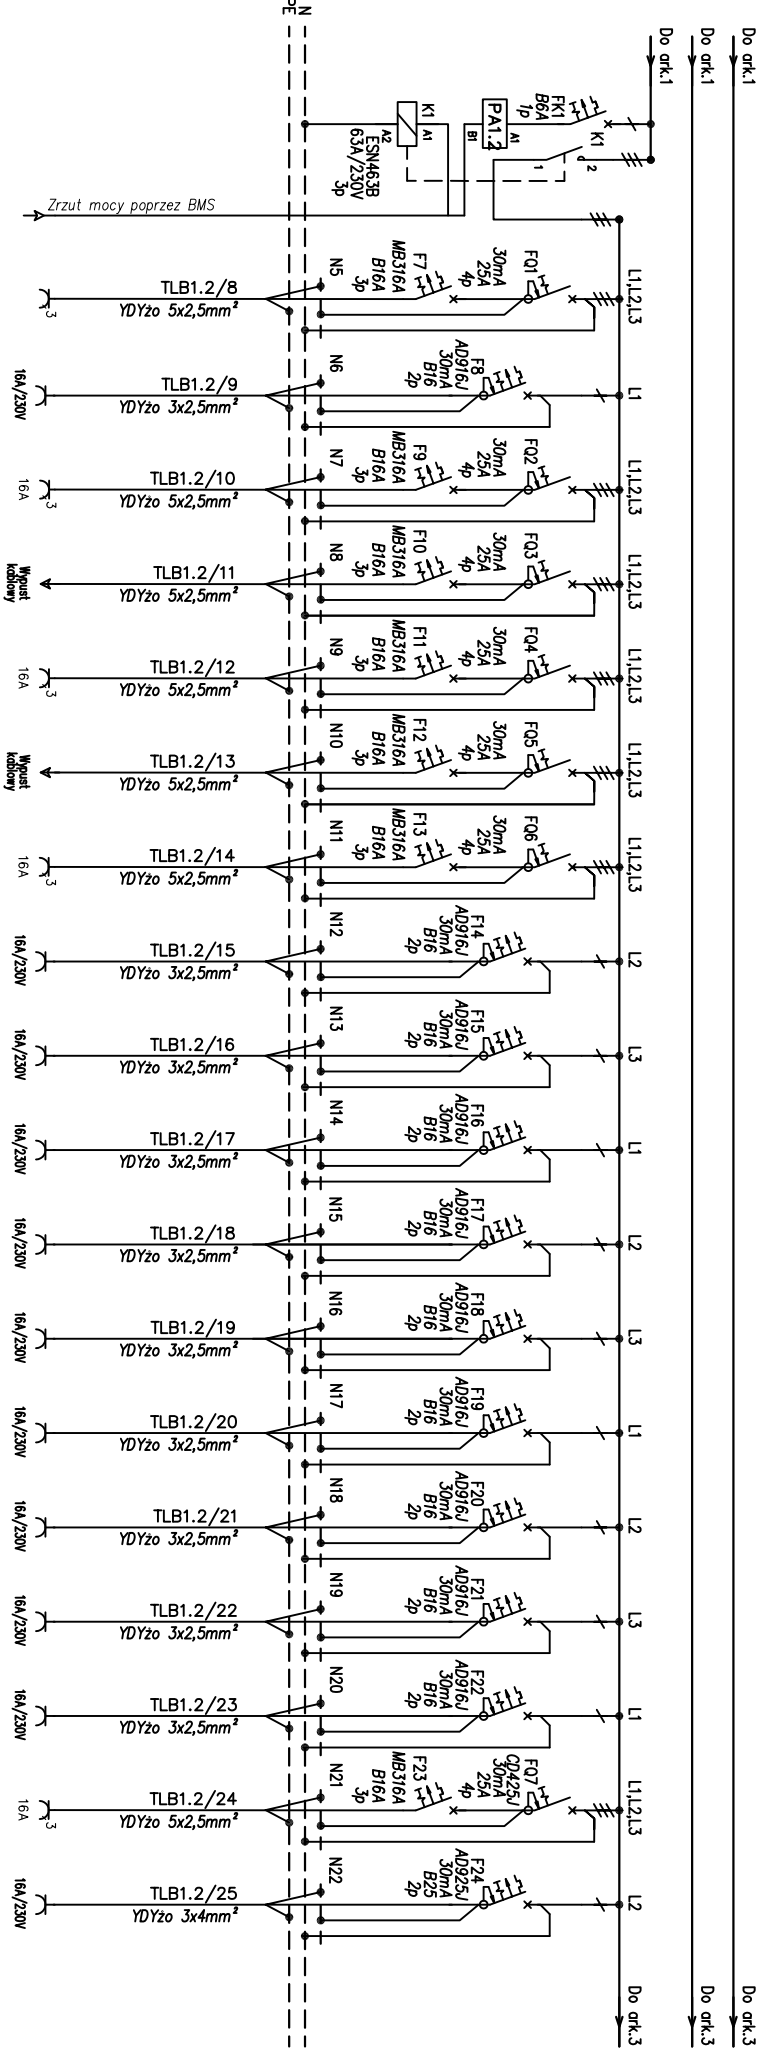 Do ark.1
Do ark.1
Do ark.1
N
PE
FK1
B6A
1p
K1
1
2
PA1.2
A1
B1
K1
A1
A2
ESN463B
63A/230V
3p
Zrzut mocy poprzez BMS
L1,L2,L3
FQ1
30mA
25A
4p
F7
MB316A
B16A
3p
N5
TLB1.2/8
YDYżo 5x2,5mm²
3
L1
F8
AD916J
30mA
B16
2p
N6
TLB1.2/9
YDYżo 3x2,5mm²
16A/230V
L1,L2,L3
FQ2
30mA
25A
4p
F9
MB316A
B16A
3p
N7
TLB1.2/10
YDYżo 5x2,5mm²
3
16A
L1,L2,L3
FQ3
30mA
25A
4p
F10
MB316A
B16A
3p
N8
TLB1.2/11
YDYżo 5x2,5mm²
Wypust
kablowy
L1,L2,L3
FQ4
30mA
25A
4p
F11
MB316A
B16A
3p
N9
TLB1.2/12
YDYżo 5x2,5mm²
3
16A
L1,L2,L3
FQ5
30mA
25A
4p
F12
MB316A
B16A
3p
N10
TLB1.2/13
YDYżo 5x2,5mm²
Wypust
kablowy
L1,L2,L3
FQ6
30mA
25A
4p
F13
MB316A
B16A
3p
N11
TLB1.2/14
YDYżo 5x2,5mm²
3
16A
L2
F14
AD916J
30mA
B16
2p
N12
TLB1.2/15
YDYżo 3x2,5mm²
16A/230V
L3
F15
AD916J
30mA
B16
2p
N13
TLB1.2/16
YDYżo 3x2,5mm²
16A/230V
L1
F16
AD916J
30mA
B16
2p
N14
TLB1.2/17
YDYżo 3x2,5mm²
16A/230V
L2
F17
AD916J
30mA
B16
2p
N15
TLB1.2/18
YDYżo 3x2,5mm²
16A/230V
L3
F18
AD916J
30mA
B16
2p
N16
TLB1.2/19
YDYżo 3x2,5mm²
16A/230V
L1
F19
AD916J
30mA
B16
2p
N17
TLB1.2/20
YDYżo 3x2,5mm²
16A/230V
L2
F20
AD916J
30mA
B16
2p
N18
TLB1.2/21
YDYżo 3x2,5mm²
16A/230V
L3
F21
AD916J
30mA
B16
2p
N19
TLB1.2/22
YDYżo 3x2,5mm²
16A/230V
L1
F22
AD916J
30mA
B16
2p
N20
TLB1.2/23
YDYżo 3x2,5mm²
16A/230V
L1,L2,L3
FQ7
CD425J
30mA
25A
4p
F23
MB316A
B16A
3p
N21
TLB1.2/24
YDYżo 5x2,5mm²
3
16A
L2
F24
AD925J
30mA
B25
2p
N22
TLB1.2/25
YDYżo 3x4mm²
16A/230V
Do ark.3
Do ark.3
Do ark.3